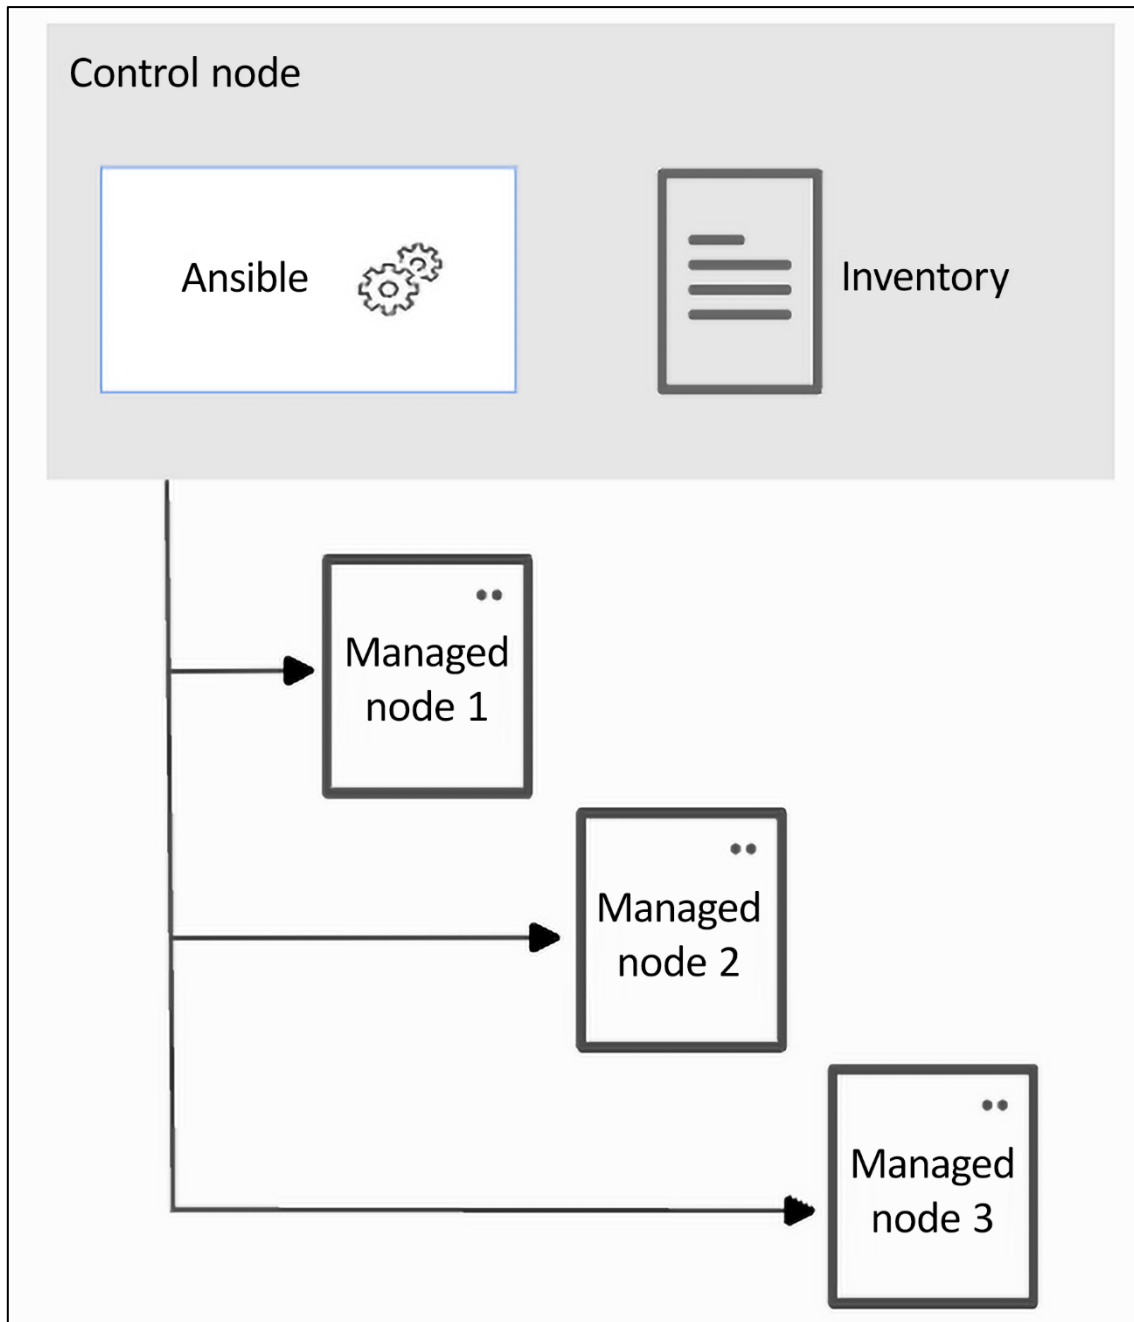 Control node
Ansible
Inventory
Managed
node 1
Managed
node 2
Managed
node 3